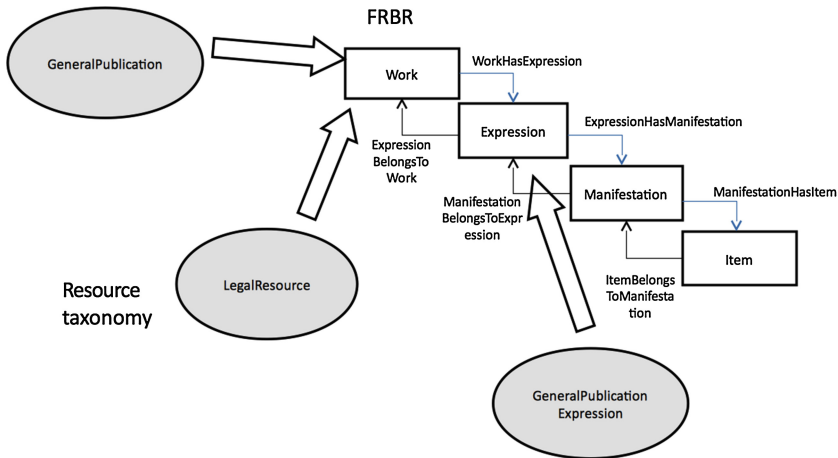 FRBR
GeneralPublication
Work
WorkHasExpression
Expression
BelongsTo
Work
Expression
ExpressionHasManifestation
Manifestation
BelongsToExpr
ession
Manifestation
ManifestationHasItem
LegalResource
Item
Resource
taxonomy
ItemBelongs
ToManifesta
tion
GeneralPublication
Expression